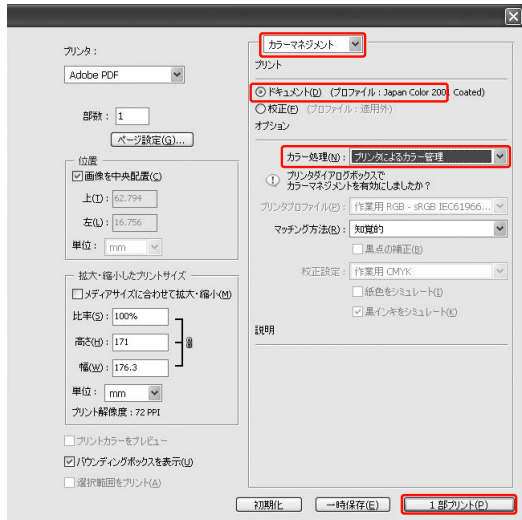 プリンタ：
Adobe PDF
部数： 1
ページ設定(G)...
位置
画像を中央配置(C)
上(T)： 62.794
左(L)： 16.756
単位： mm
拡大・縮小したプリントサイズ
メディアサイズに合わせて拡大・縮小(M)
比率(S)： 100%
高さ(H)： 171
幅(W)： 176.3
単位： mm
プリント解像度：72 PPI
プリントカラーをプレビュー
バウンディングボックスを表示(U)
選択範囲をプリント(A)
カラーマネジメント
プリント
ドキュメント(D) (プロファイル：Japan Color 2001 Coated)
校正(F) (プロファイル：適用外)
オプション
カラー処理(N)： プリンタによるカラー管理
プリンタダイアログボックスで
カラーマネジメントを有効にしましたか？
プリンタプロファイル(P)： 作業用 RGB - sRGB IEC61966...
マッチング方法(R)： 知覚的
黒点の補正(B)
校正設定： 作業用 CMYK
紙色をシミュレート(I)
黒インキをシミュレート(K)
説明
初期化
一時保存(E)
1 部プリント(P)